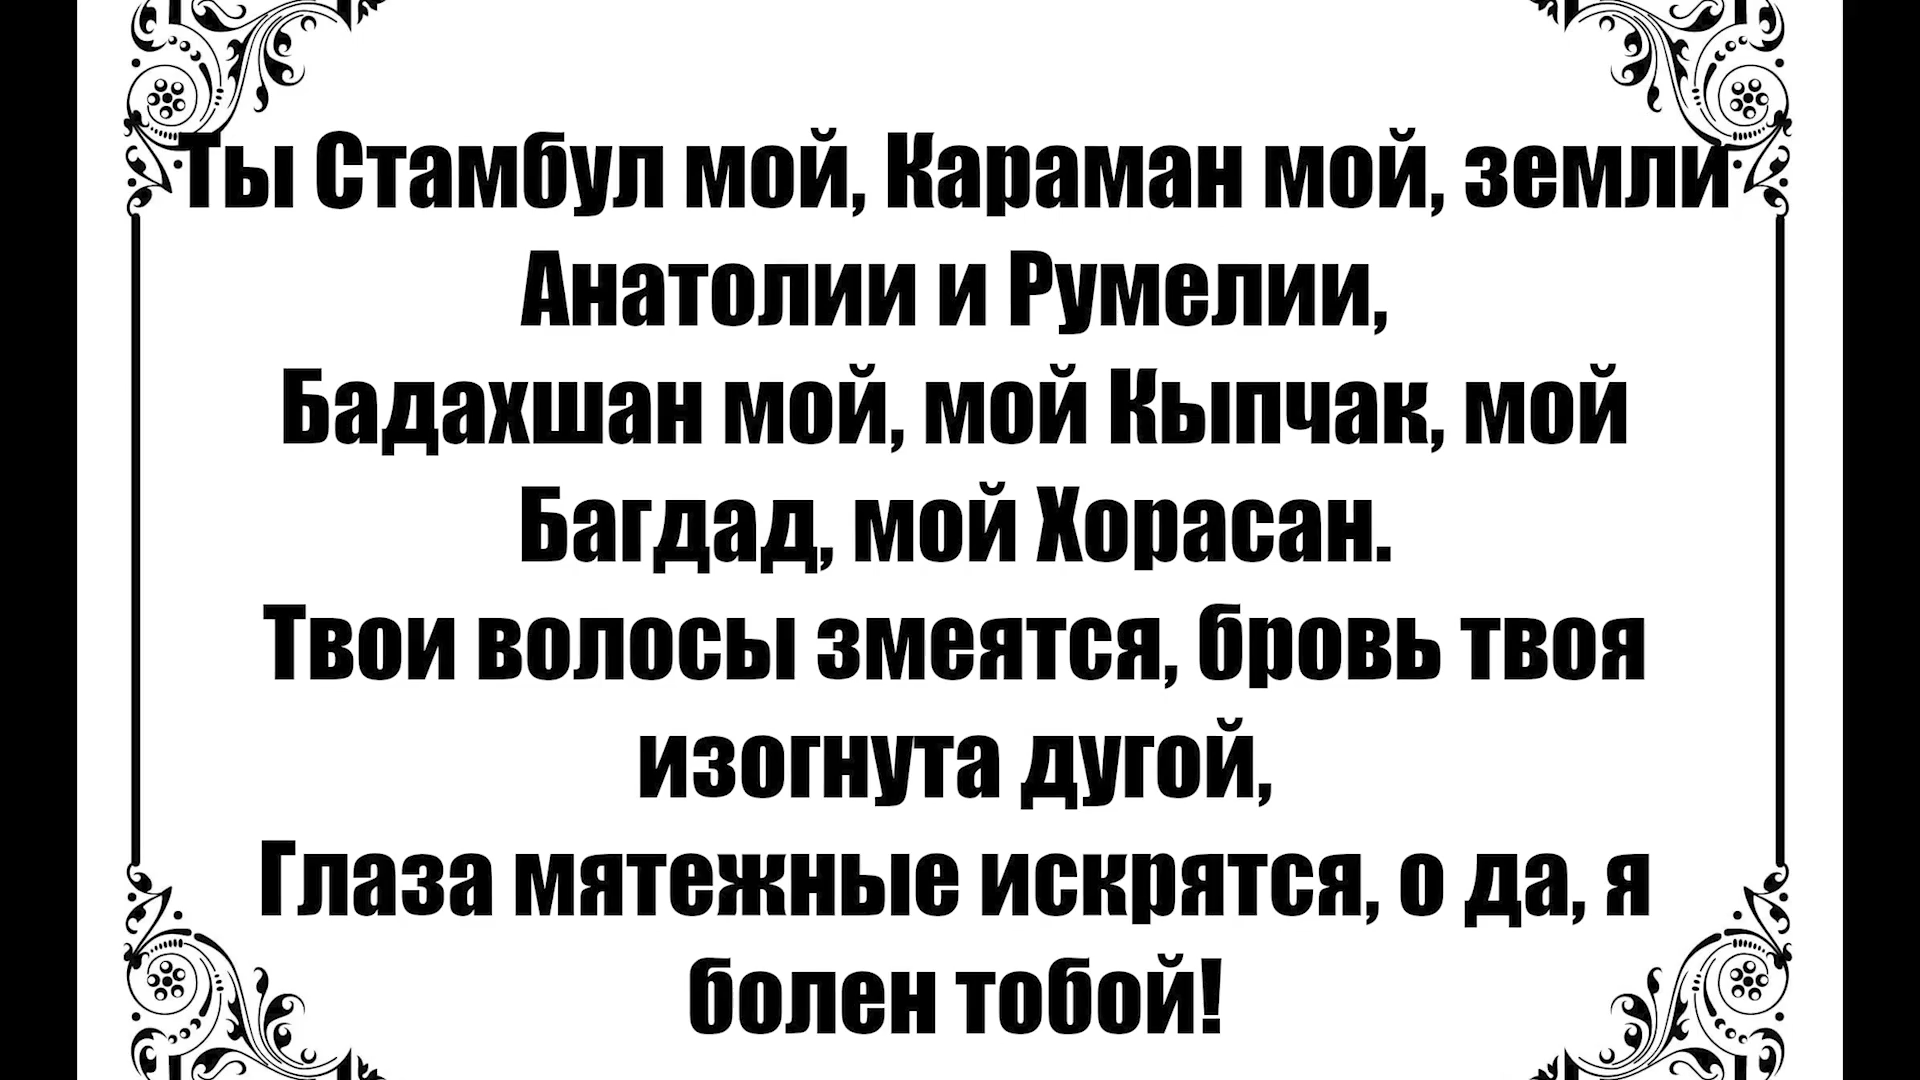 Ты Стамбул мой, Караман мой, земли
Анатолии и Румелии,
Бадахшан мой, мой Кыпчак, мой
Багдад, мой Хорасан.
Твои волосы змеятся, бровь твоя
изогнута дугой,
Глаза мятежные искрятся, о да, я
болен тобой!